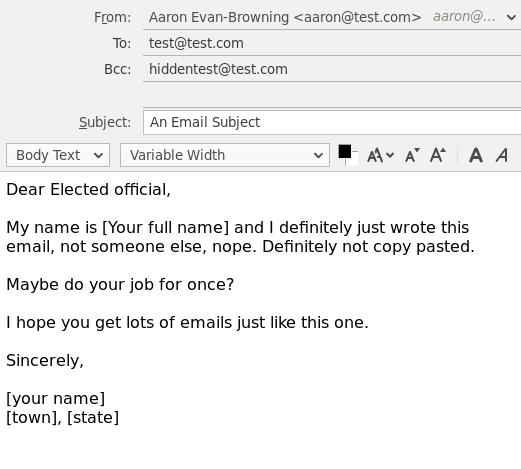 From: Aaron Evan-Browning <aaron@test.com> aaron@...
To: test@test.com
Bcc: hiddentest@test.com
Subject: An Email Subject
Body Text Variable Width
Dear Elected official,
My name is [Your full name] and I definitely just wrote this
email, not someone else, nope. Definitely not copy pasted.
Maybe do your job for once?
I hope you get lots of emails just like this one.
Sincerely,
[your name]
[town], [state]